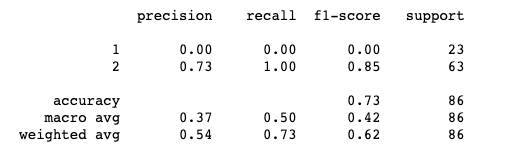 precision recall f1-score support
1 0.00 0.00 0.00 23
2 0.73 1.00 0.85 63
accuracy 0.73 86
macro avg 0.37 0.50 0.42 86
weighted avg 0.54 0.73 0.62 86